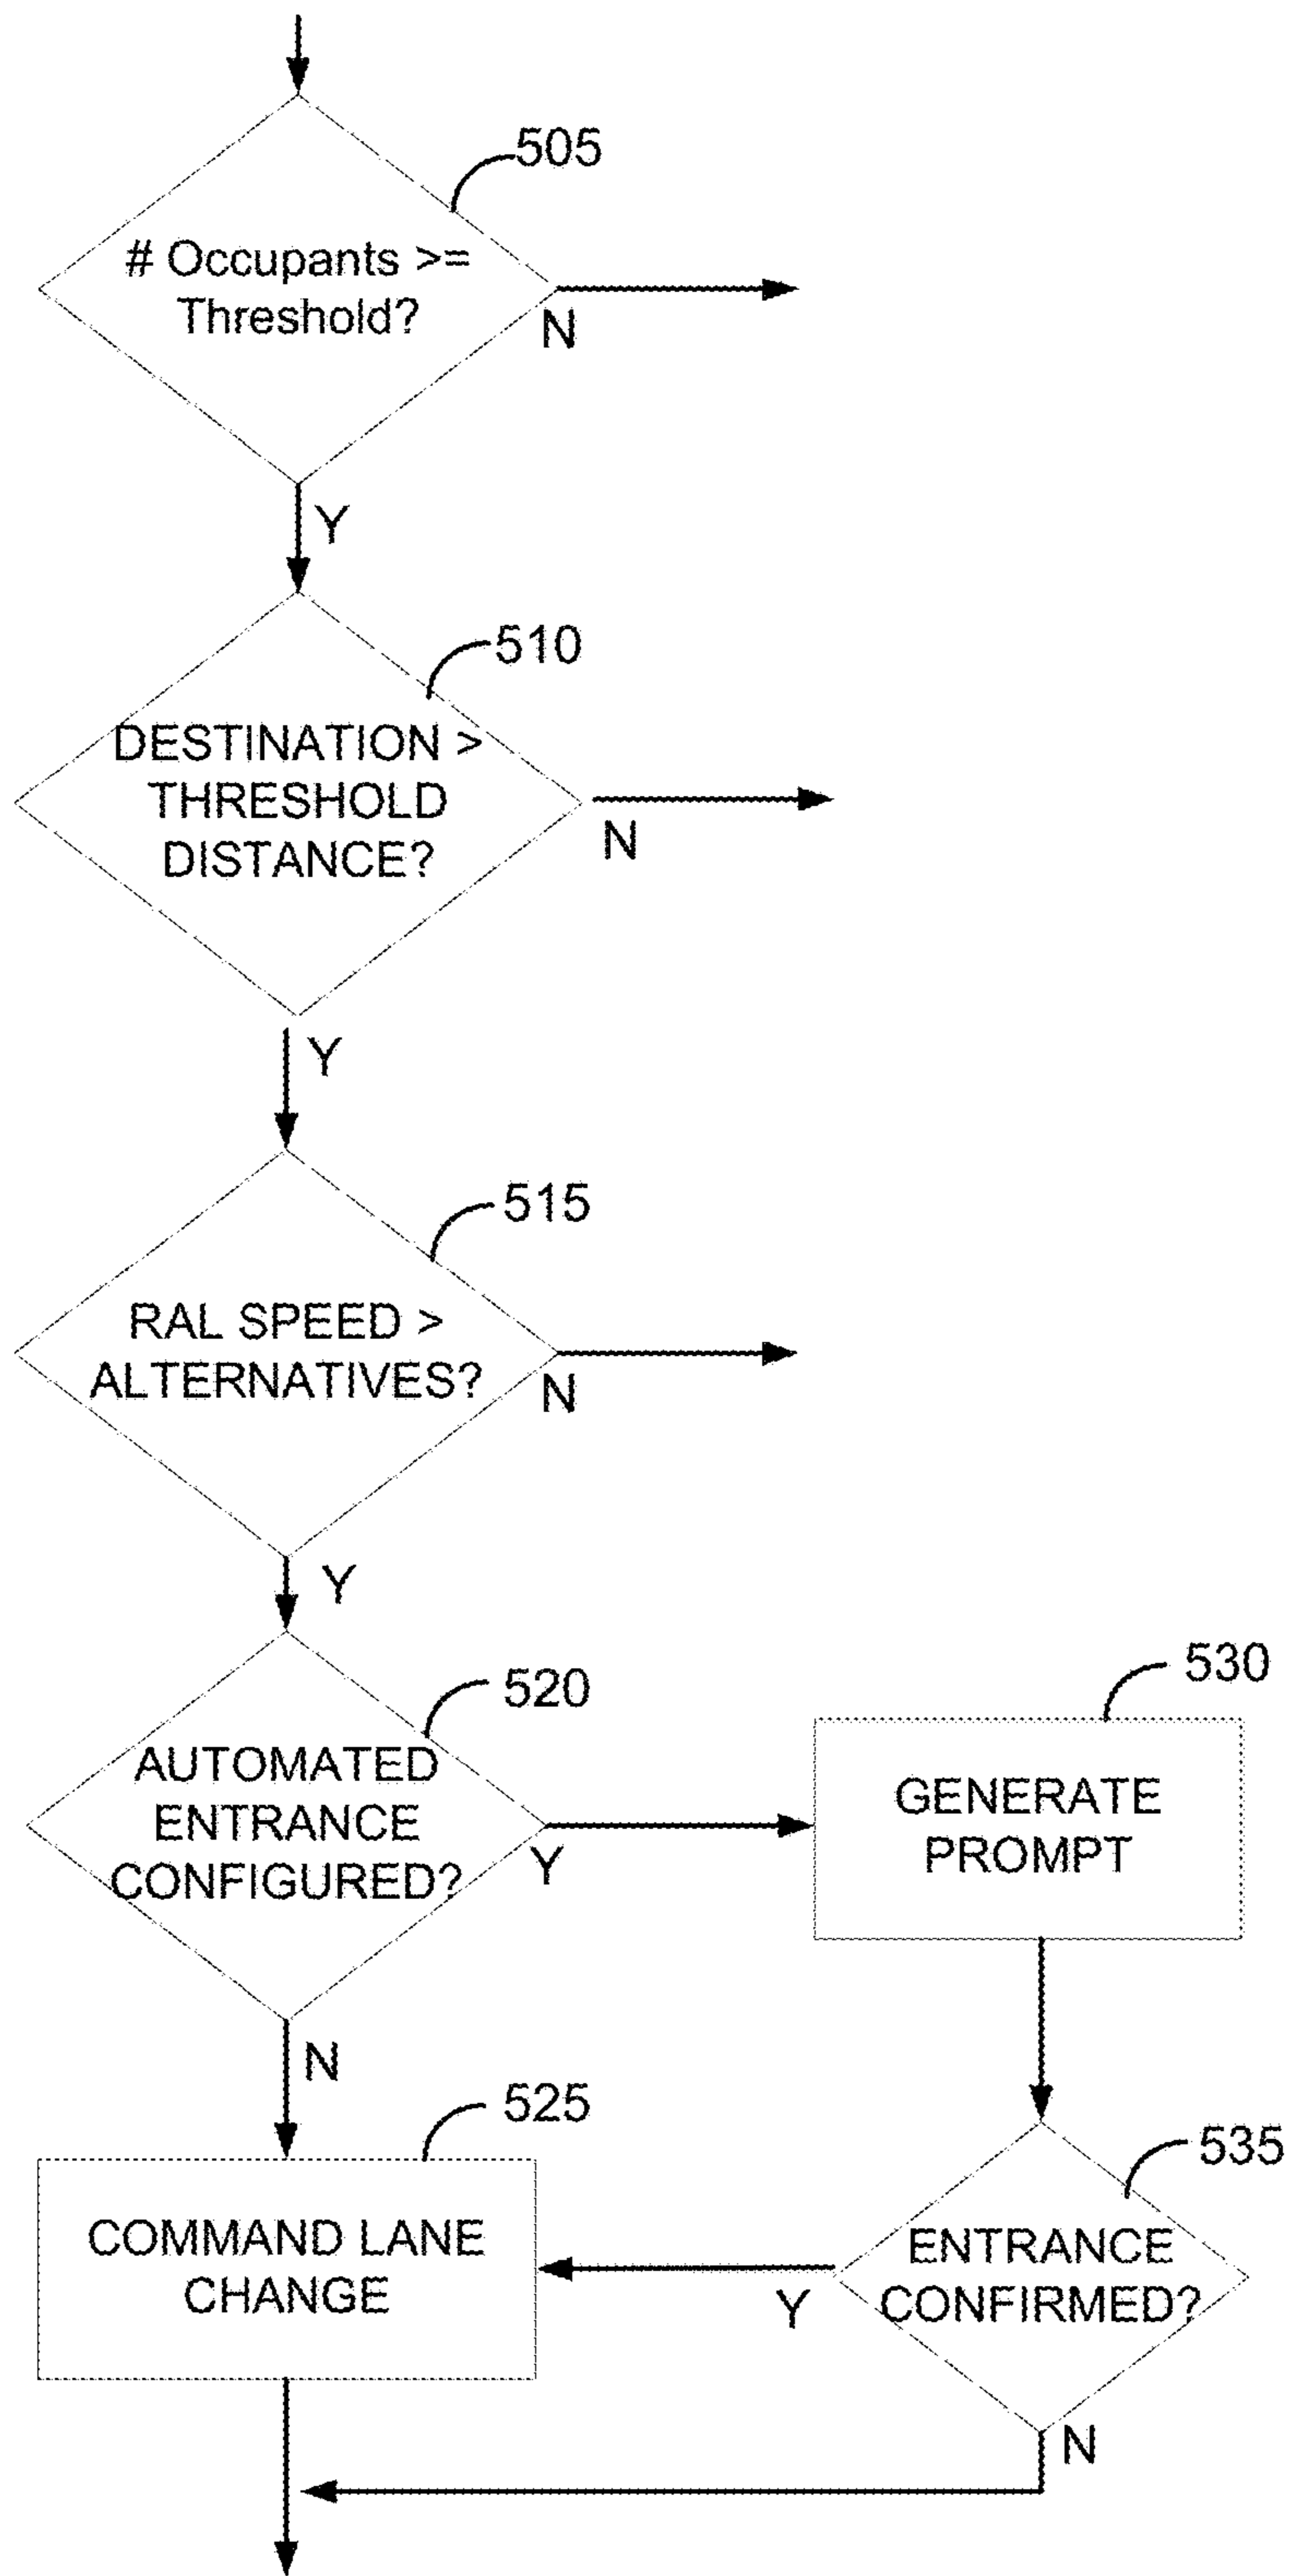 505
# Occupants >=
Threshold?
N
Y
510
DESTINATION >
THRESHOLD
DISTANCE?
N
Y
515
RAL SPEED >
ALTERNATIVES?
N
Y
520
AUTOMATED
ENTRANCE
CONFIGURED?
Y
530
GENERATE
PROMPT
N
525
COMMAND LANE
CHANGE
535
ENTRANCE
CONFIRMED?
Y
N